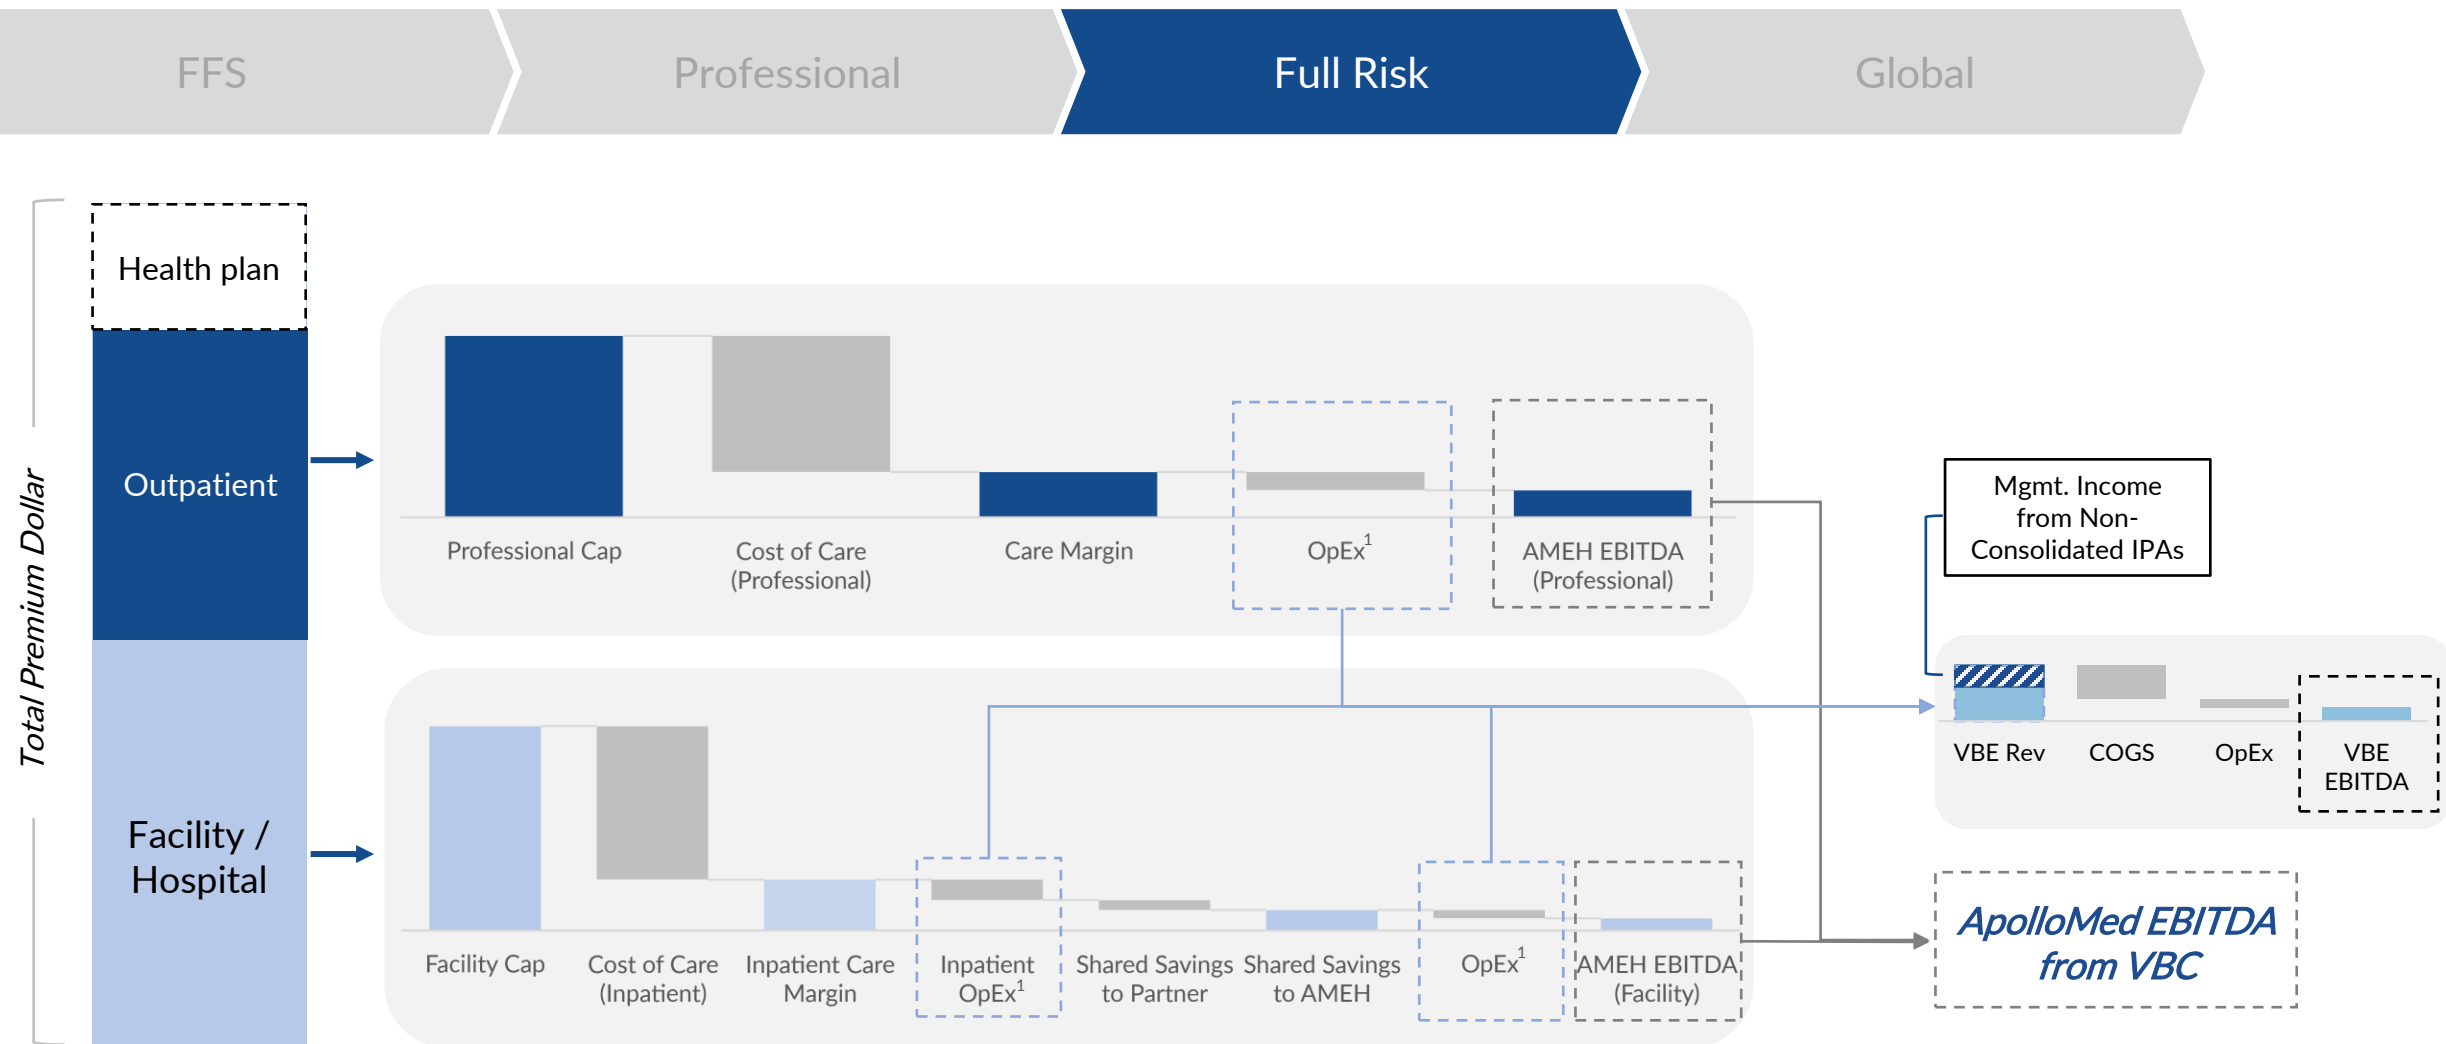 FFS
Professional
Full Risk
Global
Total Premium Dollar
Health plan
Outpatient
Facility /
Hospital
Professional Cap
Cost of Care
(Professional)
Care Margin
OpEx1
AMEH EBITDA
(Professional)
Facility Cap
Cost of Care
(Inpatient)
Inpatient Care
Margin
Inpatient
OpEx1
Shared Savings
to Partner
Shared Savings
to AMEH
OpEx1
AMEH EBITDA
(Facility)
Mgmt. Income
from Non-
Consolidated IPAs
VBE Rev
COGS
OpEx
VBE
EBITDA
ApolloMed EBITDA
from VBC